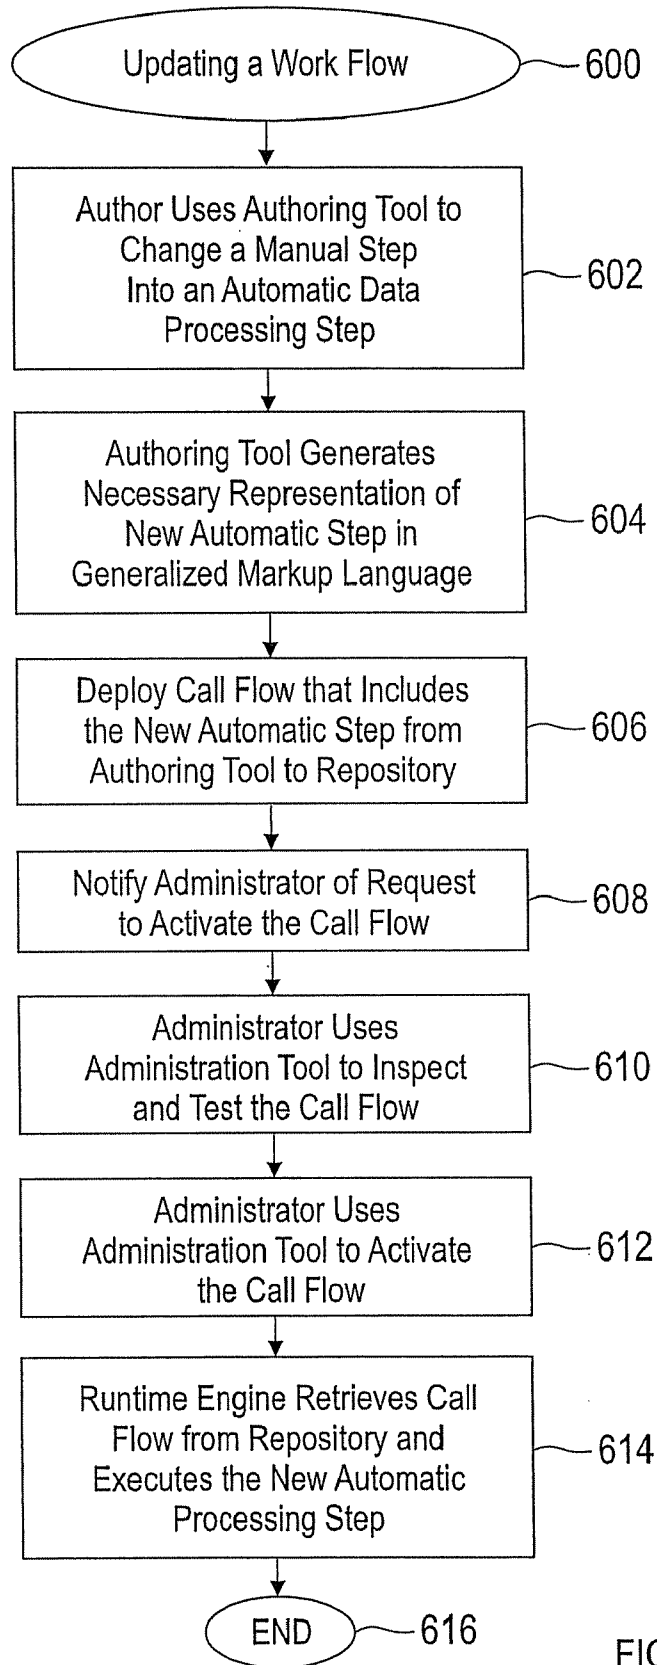 Updating a Work Flow
600
Author Uses Authoring Tool to
Change a Manual Step
Into an Automatic Data
Processing Step
602
Authoring Tool Generates
Necessary Representation of
New Automatic Step in
Generalized Markup Language
604
Deploy Call Flow that Includes
the New Automatic Step from
Authoring Tool to Repository
606
Notify Administrator of Request
to Activate the Call Flow
608
Administrator Uses
Administration Tool to Inspect
and Test the Call Flow
610
Administrator Uses
Administration Tool to Activate
the Call Flow
612
Runtime Engine Retrieves Call
Flow from Repository and
Executes the New Automatic
Processing Step
614
END
616